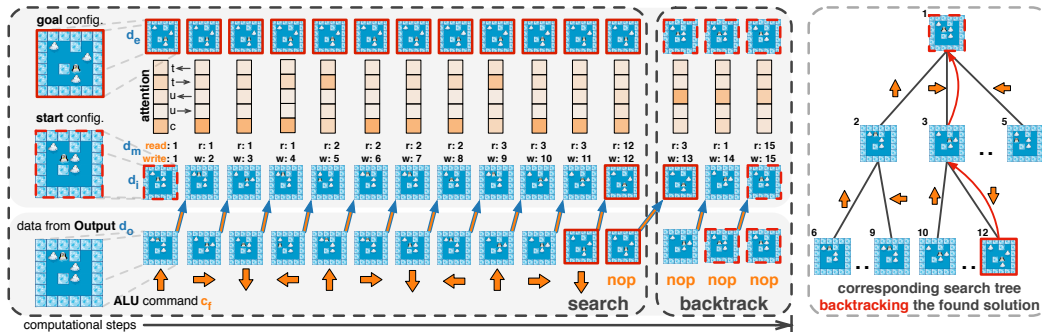 goal config.
d_e
attention
t
t
u
u
c
start config.
d_m
read: 1 r: 1 r: 1 r: 1 r: 2 r: 2 r: 2 r: 2 r: 3 r: 3 r: 3 r: 12 r: 3 r: 1 r: 15
write: 1 w: 2 w: 3 w: 4 w: 5 w: 6 w: 7 w: 8 w: 9 w: 10 w: 11 w: 12 w: 13 w: 14 w: 15
d_i
data from Output d_o
nop nop nop nop
ALU command c_f
search
backtrack
computational steps
1
2 3 5
. .
6 9 10 12
. . . .
corresponding search tree
backtracking the found solution